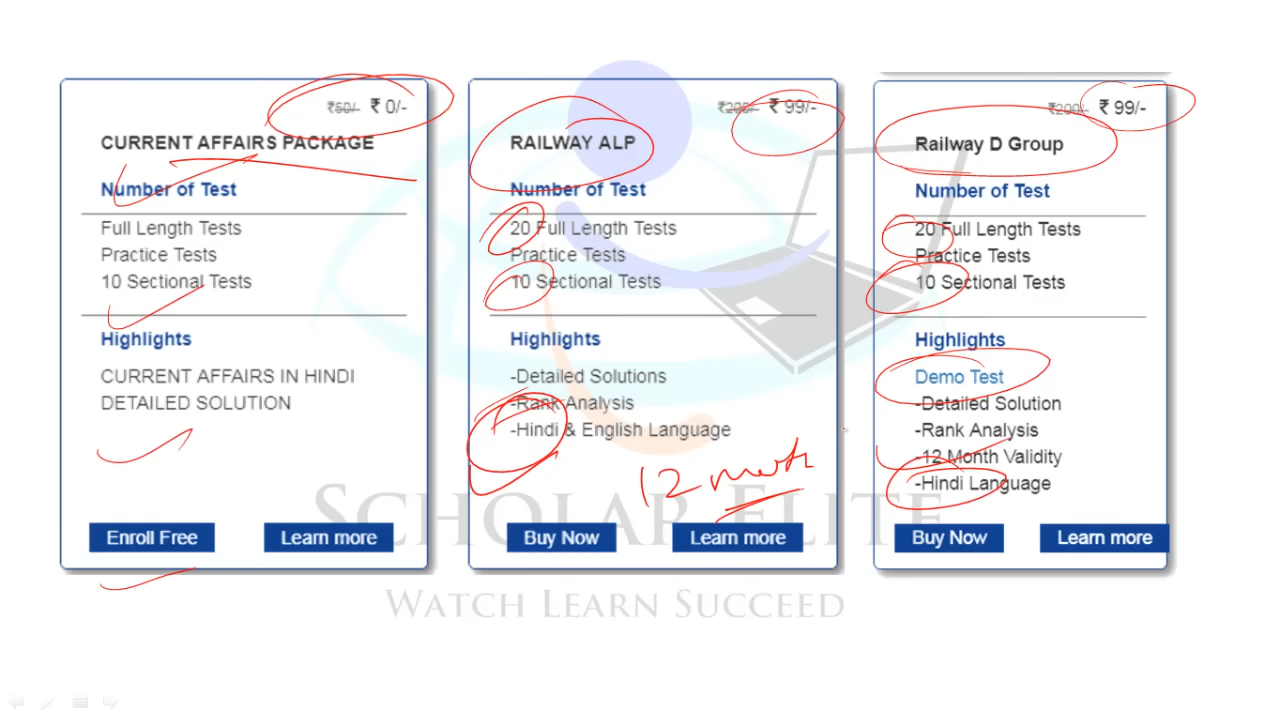 ₹50/- ₹ 0/-
CURRENT AFFAIRS PACKAGE
Number of Test
Full Length Tests
Practice Tests
10 Sectional Tests
Highlights
CURRENT AFFAIRS IN HINDI
DETAILED SOLUTION
Enroll Free
Learn more
₹200/- ₹ 99/-
RAILWAY ALP
Number of Test
20 Full Length Tests
Practice Tests
10 Sectional Tests
Highlights
-Detailed Solutions
-Rank Analysis
-Hindi & English Language
12 month
Buy Now
Learn more
₹200/- ₹ 99/-
Railway D Group
Number of Test
20 Full Length Tests
Practice Tests
10 Sectional Tests
Highlights
Demo Test
-Detailed Solution
-Rank Analysis
-12 Month Validity
-Hindi Language
Buy Now
Learn more
SCHOLAR ELITE
WATCH LEARN SUCCEED